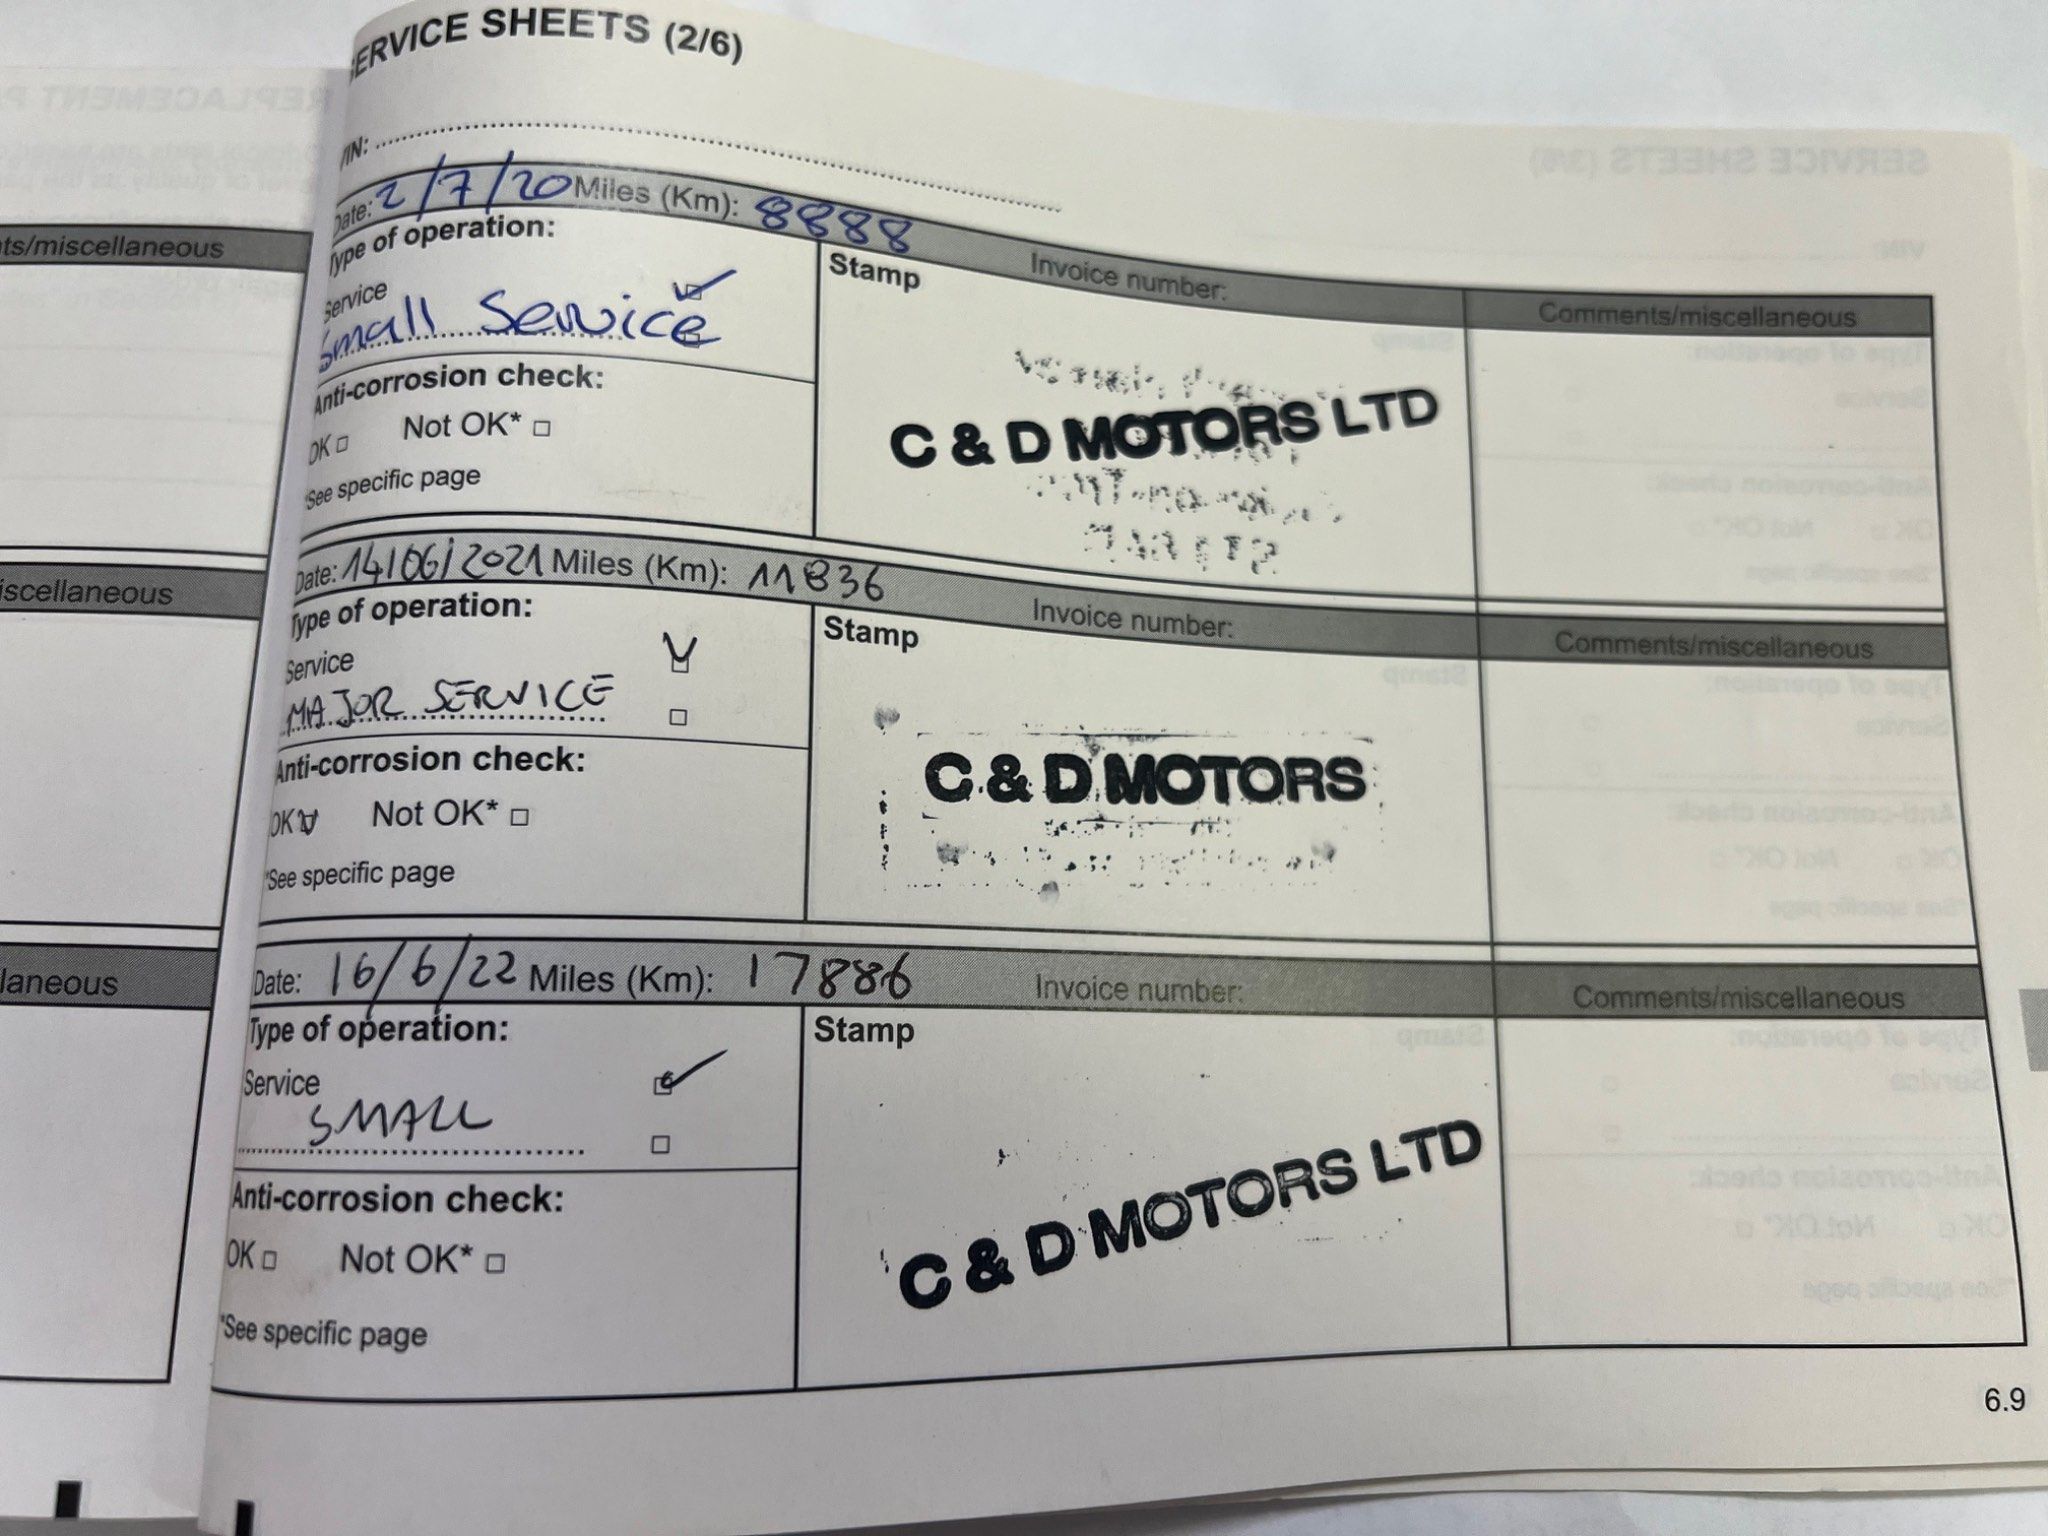 SERVICE SHEETS (2/6)
VIN:
Date: 2/7/20 Miles (Km): 8888 Invoice number:
Type of operation:
Stamp
Comments/miscellaneous
Service
Small Service
C & D MOTORS LTD
Anti-corrosion check:
OK Not OK*
*See specific page
Date: 14/06/2021 Miles (Km): 11836 Invoice number:
Type of operation:
Stamp
Comments/miscellaneous
Service
MAJOR SERVICE
C & D MOTORS
Anti-corrosion check:
OK Not OK*
*See specific page
Date: 16/6/22 Miles (Km): 17886 Invoice number:
Comments/miscellaneous
Type of operation:
Stamp
Service
SMALL
C & D MOTORS LTD
Anti-corrosion check:
OK Not OK*
*See specific page
6.9